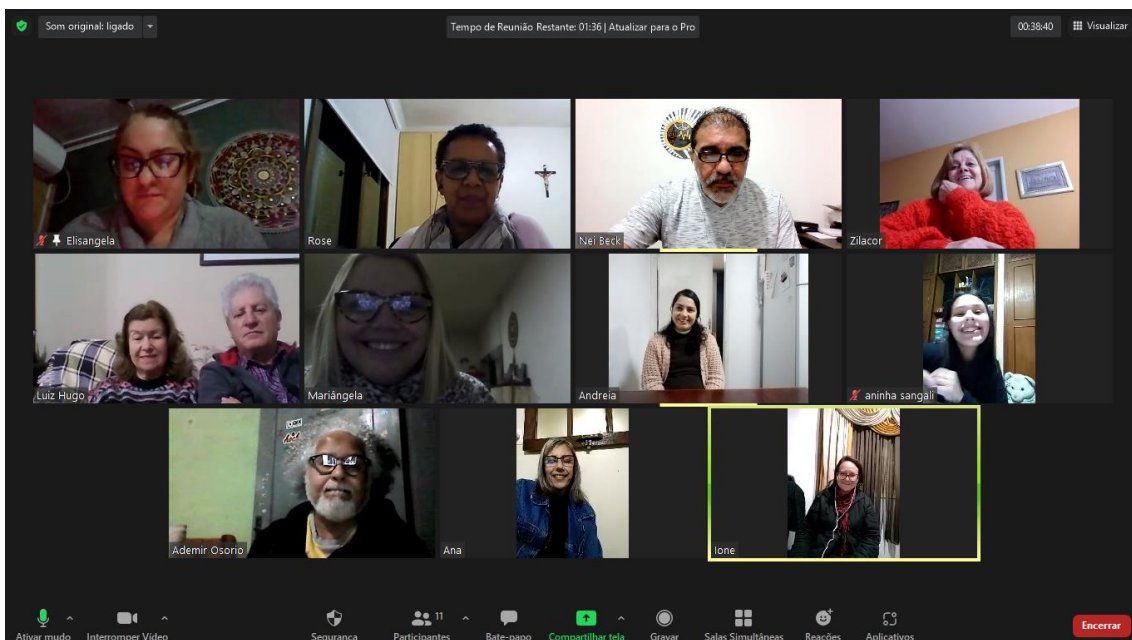 Som original: ligado
Tempo de Reunião Restante: 01:36 | Atualizar para o Pro
00:38:40
Visualizar
Elisangela
Rose
Nei Beck
Zilacor
Luiz Hugo
Mariângela
Andreia
aninha sangali
Ademir Osorio
Ana
Ione
Ativar mudo
Interromper Vídeo
Segurança
Participantes
11
Bate-papo
Compartilhar tela
Gravar
Salas Simultâneas
Reações
Aplicativos
Encerrar